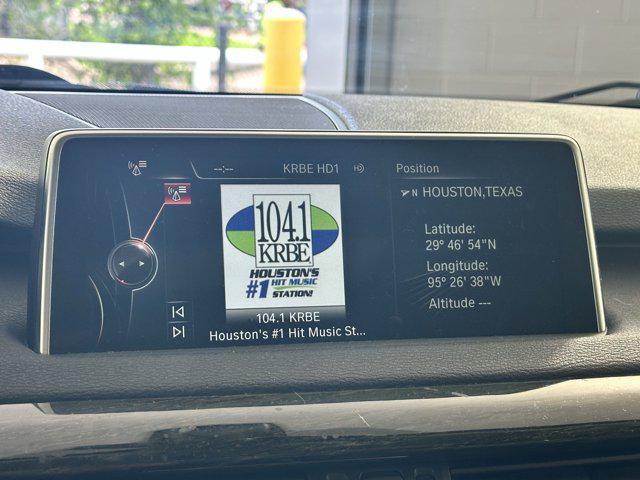 --:--
KRBE HD1
Position
N HOUSTON,TEXAS
104.1
KRBE
HOUSTON'S
#1 HIT MUSIC
STATION!
104.1 KRBE
Houston's #1 Hit Music St...
Latitude:
29° 46' 54"N
Longitude:
95° 26' 38"W
Altitude ---